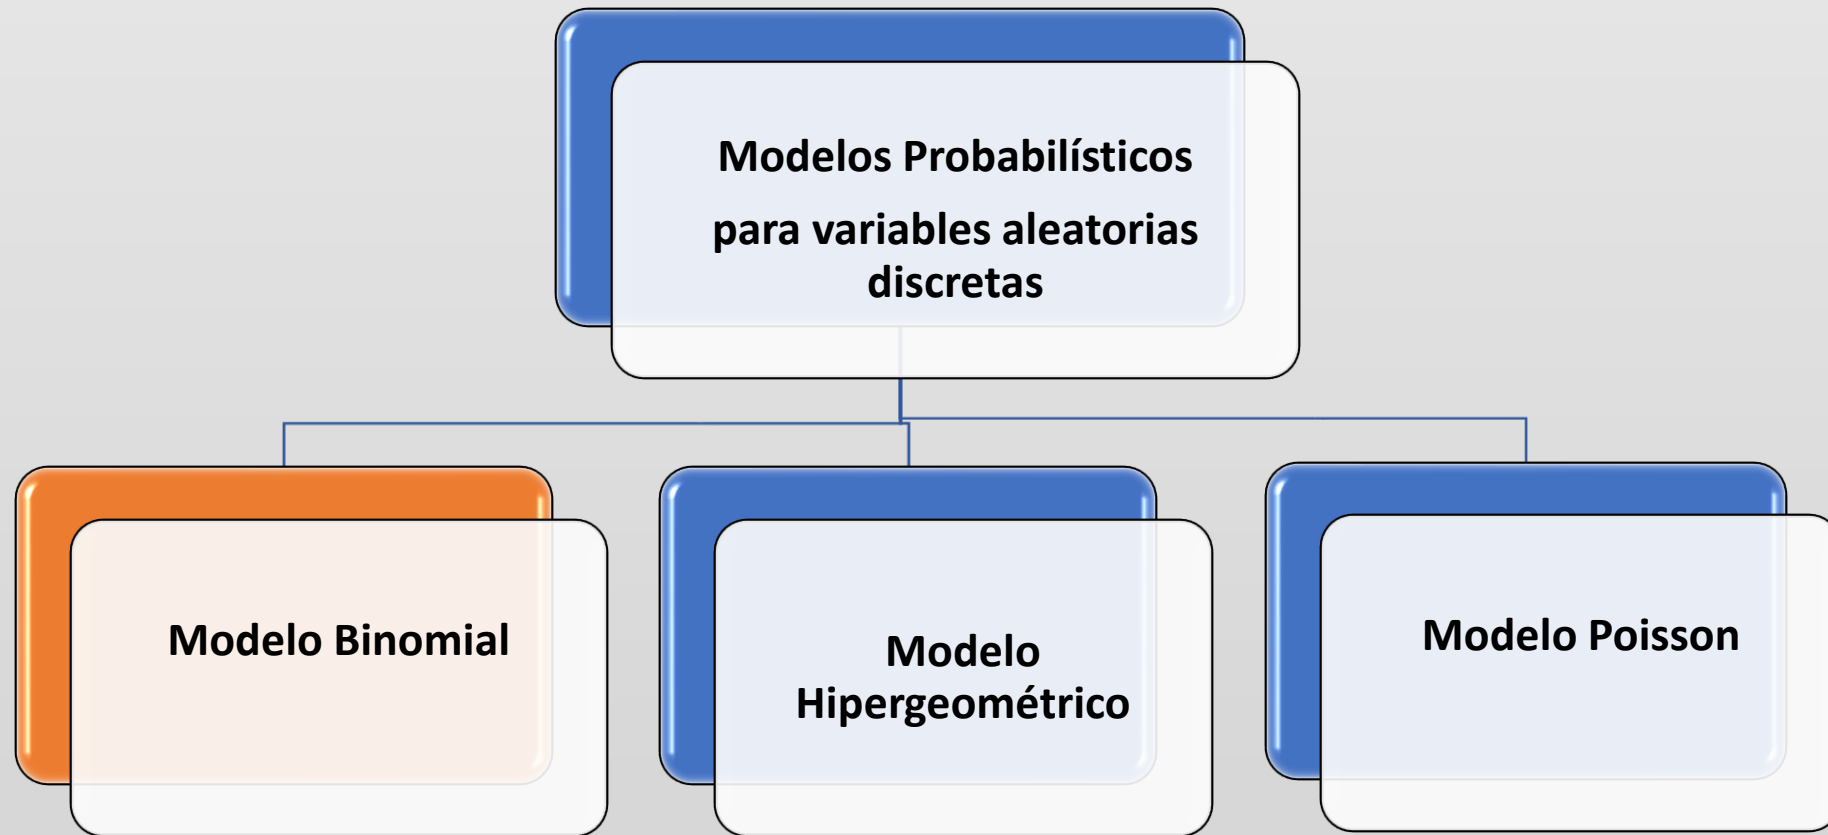 Modelos Probabilísticos
para variables aleatorias
discretas
Modelo Binomial
Modelo
Hipergeométrico
Modelo Poisson